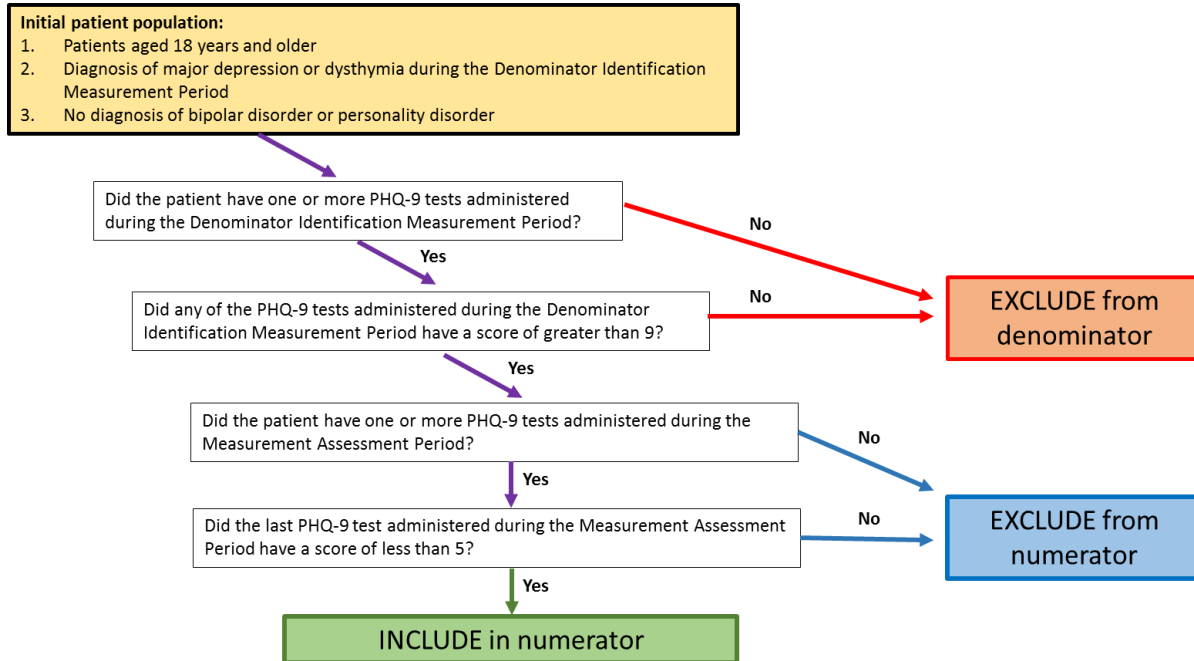 Initial patient population:
1. Patients aged 18 years and older
2. Diagnosis of major depression or dysthymia during the Denominator Identification
Measurement Period
3. No diagnosis of bipolar disorder or personality disorder
Did the patient have one or more PHQ-9 tests administered
during the Denominator Identification Measurement Period?
No
Yes
Did any of the PHQ-9 tests administered during the Denominator
Identification Measurement Period have a score of greater than 9?
No
EXCLUDE from
denominator
Yes
Did the patient have one or more PHQ-9 tests administered during the
Measurement Assessment Period?
No
Yes
Did the last PHQ-9 test administered during the Measurement Assessment
Period have a score of less than 5?
No
EXCLUDE from
numerator
Yes
INCLUDE in numerator